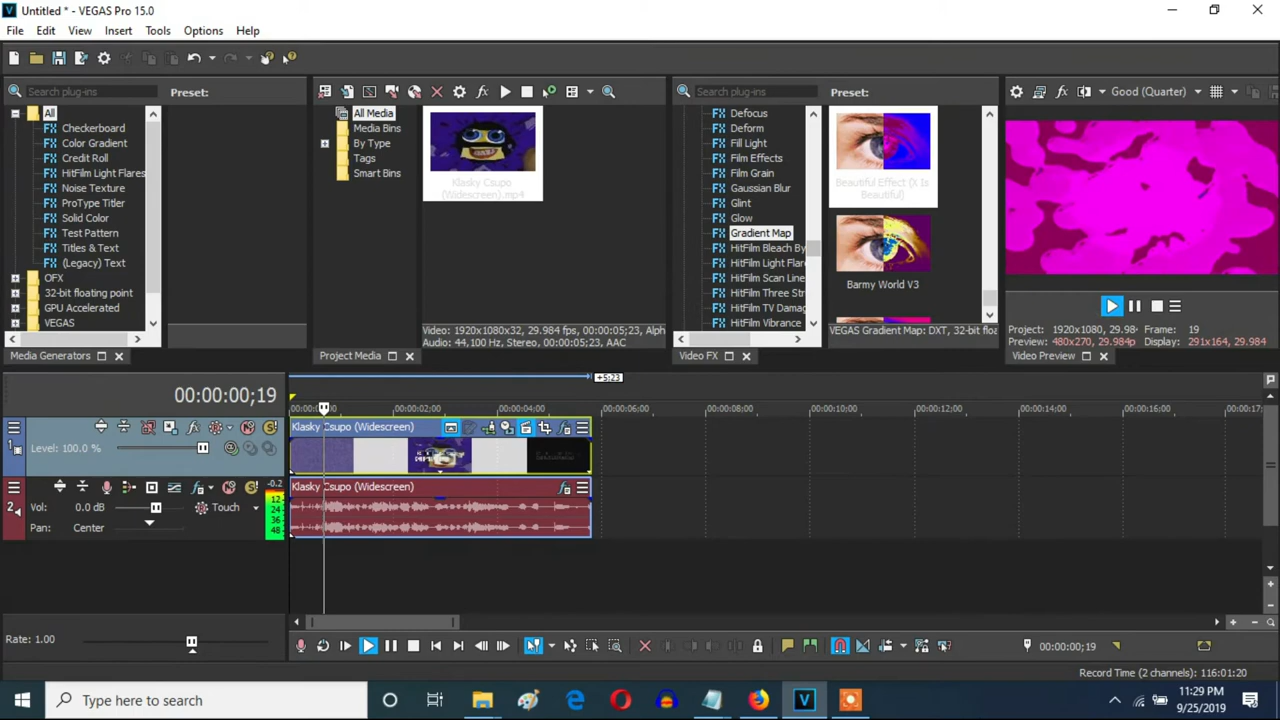 Untitled * - VEGAS Pro 15.0
File Edit View Insert Tools Options Help
Search plug-ins
Preset:
All
Checkerboard
Color Gradient
Credit Roll
HitFilm Light Flares
Noise Texture
ProType Titler
Solid Color
Test Pattern
Titles & Text
(Legacy) Text
OFX
32-bit floating point
GPU Accelerated
VEGAS
Media Generators
All Media
Media Bins
By Type
Tags
Smart Bins
Klasky Csupo
(Widescreen).mp4
Video: 1920x1080x32, 29.984 fps, 00:00:05;23, Alph
Audio: 44,100 Hz, Stereo, 00:00:05;23, AAC
Project Media
Search plug-ins
Preset:
Defocus
Deform
Fill Light
Film Effects
Film Grain
Gaussian Blur
Glint
Glow
Gradient Map
HitFilm Bleach By
HitFilm Light Flare
HitFilm Scan Line
HitFilm Three Str
HitFilm TV Damag
HitFilm Vibrance
Beautiful Effect (X Is
Beautiful)
Barmy World V3
VEGAS Gradient Map: DXT, 32-bit floa
Video FX
Good (Quarter)
Project: 1920x1080, 29.98 Frame: 19
Preview: 480x270, 29.984p Display: 291x164, 29.984
Video Preview
00:00:00;19
+5;23
00:00:02;00 00:00:04;00 00:00:06;00 00:00:08;00 00:00:10;00 00:00:12;00 00:00:14;00 00:00:16;00 00:00:17;
1
Level: 100.0 %
Klasky Csupo (Widescreen)
2
Vol: 0.0 dB Touch
Pan: Center
-0.2
12
24
36
48
Klasky Csupo (Widescreen)
Rate: 1.00
00:00:00;19
Record Time (2 channels): 116:01:20
Type here to search
11:29 PM
9/25/2019